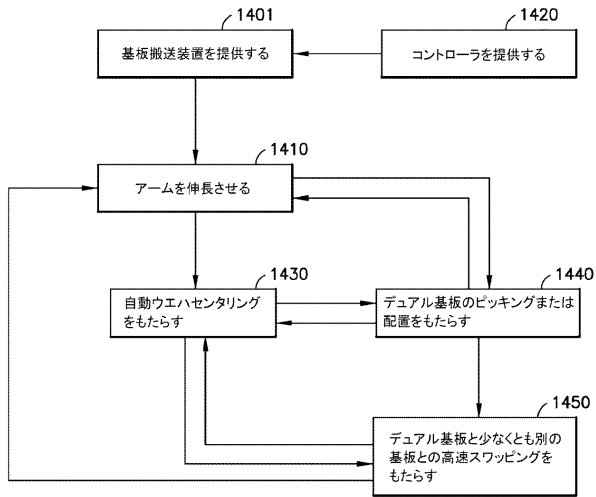 1401
基板搬送装置を提供する
1420
コントローラを提供する
1410
アームを伸長させる
1430
自動ウエハセンタリング
をもたらす
1440
デュアル基板のピッキングまたは
配置をもたらす
1450
デュアル基板と少なくとも別の
基板との高速スワッピングを
もたらす